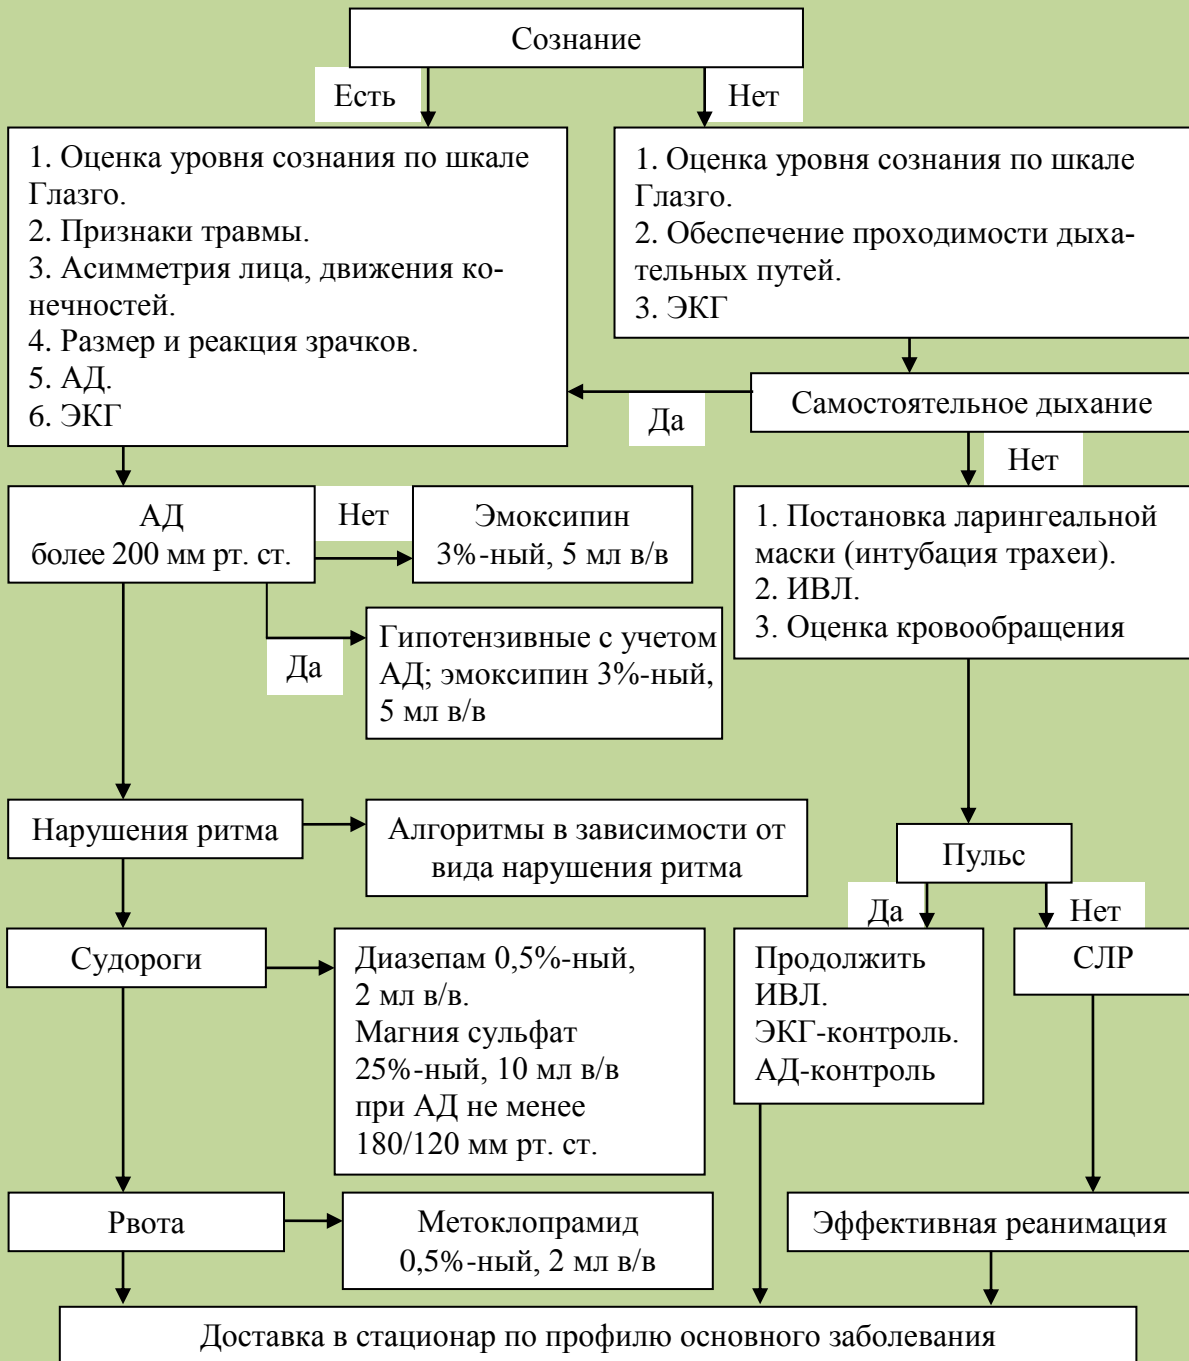 Сознание
Есть
Нет
1. Оценка уровня сознания по шкале
Глазго.
2. Признаки травмы.
3. Асимметрия лица, движения ко-
нечностей.
4. Размер и реакция зрачков.
5. АД.
6. ЭКГ
1. Оценка уровня сознания по шкале
Глазго.
2. Обеспечение проходимости дыха-
тельных путей.
3. ЭКГ
Самостоятельное дыхание
Да
Нет
АД
более 200 мм рт. ст.
Нет
Эмоксипин
3%-ный, 5 мл в/в
Да
Гипотензивные с учетом
АД; эмоксипин 3%-ный,
5 мл в/в
1. Постановка ларингеальной
маски (интубация трахеи).
2. ИВЛ.
3. Оценка кровообращения
Нарушения ритма
Алгоритмы в зависимости от
вида нарушения ритма
Пульс
Да
Нет
Судороги
Диазепам 0,5%-ный,
2 мл в/в.
Магния сульфат
25%-ный, 10 мл в/в
при АД не менее
180/120 мм рт. ст.
Продолжить
ИВЛ.
ЭКГ-контроль.
АД-контроль
СЛР
Рвота
Метоклопрамид
0,5%-ный, 2 мл в/в
Эффективная реанимация
Доставка в стационар по профилю основного заболевания